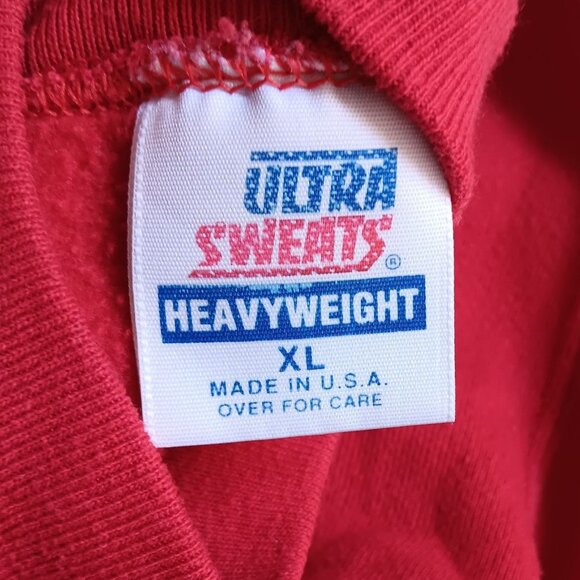 ULTRA
SWEATS®
HEAVYWEIGHT
XL
MADE IN U.S.A.
OVER FOR CARE